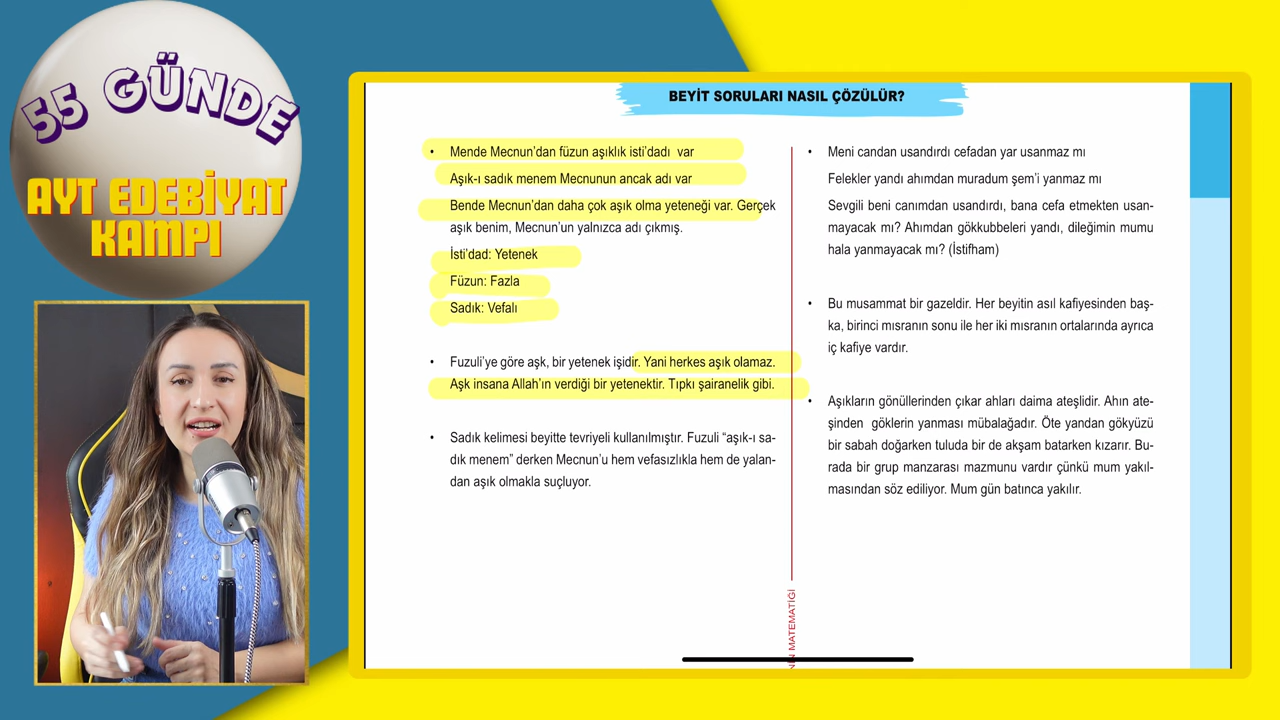 55 GÜNDE
AYT EDEBİYAT
KAMPI
BEYİT SORULARI NASIL ÇÖZÜLÜR?
• Mende Mecnun’dan füzun aşıklık isti’dadı var
Aşık-ı sadık menem Mecnunun ancak adı var
Bende Mecnun’dan daha çok aşık olma yeteneği var. Gerçek
aşık benim, Mecnun’un yalnızca adı çıkmış.
İsti’dad: Yetenek
Füzun: Fazla
Sadık: Vefalı
• Fuzuli’ye göre aşk, bir yetenek işidir. Yani herkes aşık olamaz.
Aşk insana Allah’ın verdiği bir yetenektir. Tıpkı şairanelik gibi.
• Sadık kelimesi beyitte tevriyeli kullanılmıştır. Fuzuli “aşık-ı sa-
dık menem” derken Mecnun’u hem vefasızlıkla hem de yalan-
dan aşık olmakla suçluyor.
• Meni candan usandırdı cefadan yar usanmaz mı
Felekler yandı ahımdan muradum şem’i yanmaz mı
Sevgili beni canımdan usandırdı, bana cefa etmekten usan-
mayacak mı? Ahımdan gökkubbeleri yandı, dileğimin mumu
hala yanmayacak mı? (İstifham)
• Bu musammat bir gazeldir. Her beyitin asıl kafiyesinden baş-
ka, birinci mısranın sonu ile her iki mısranın ortalarında ayrıca
iç kafiye vardır.
• Aşıkların gönüllerinden çıkar ahları daima ateşlidir. Ahın ate-
şinden göklerin yanması mübalağadır. Öte yandan gökyüzü
bir sabah doğarken tuluda bir de akşam batarken kızarır. Bu-
rada bir grup manzarası mazmunu vardır çünkü mum yakıl-
masından söz ediliyor. Mum gün batınca yakılır.
MATEMATİĞİ